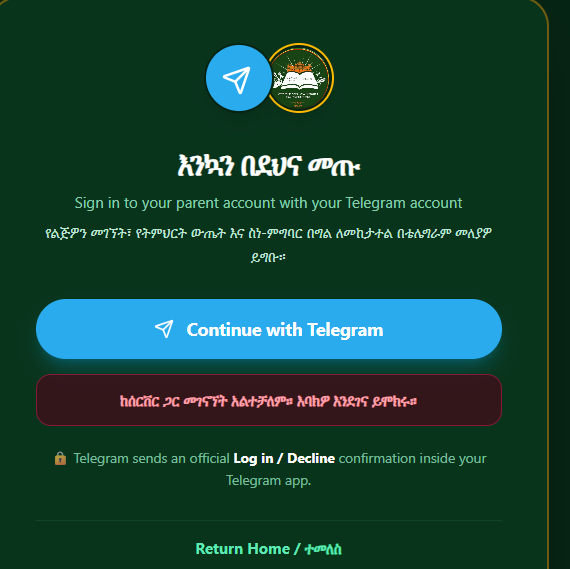 እንኳን በደህና መጡ
Sign in to your parent account with your Telegram account
የልጅዎን መገኘት፣ የትምህርት ውጤት እና ስነ-ምግባር በግል ለመከታተል በቴሌግራም መለያዎ
ይግቡ።
Continue with Telegram
ከሰርቨር ጋር መገናኘት አልተቻለም። እባክዎ እንደገና ይሞክሩ።
Telegram sends an official Log in / Decline confirmation inside your
Telegram app.
Return Home / ተመለስ